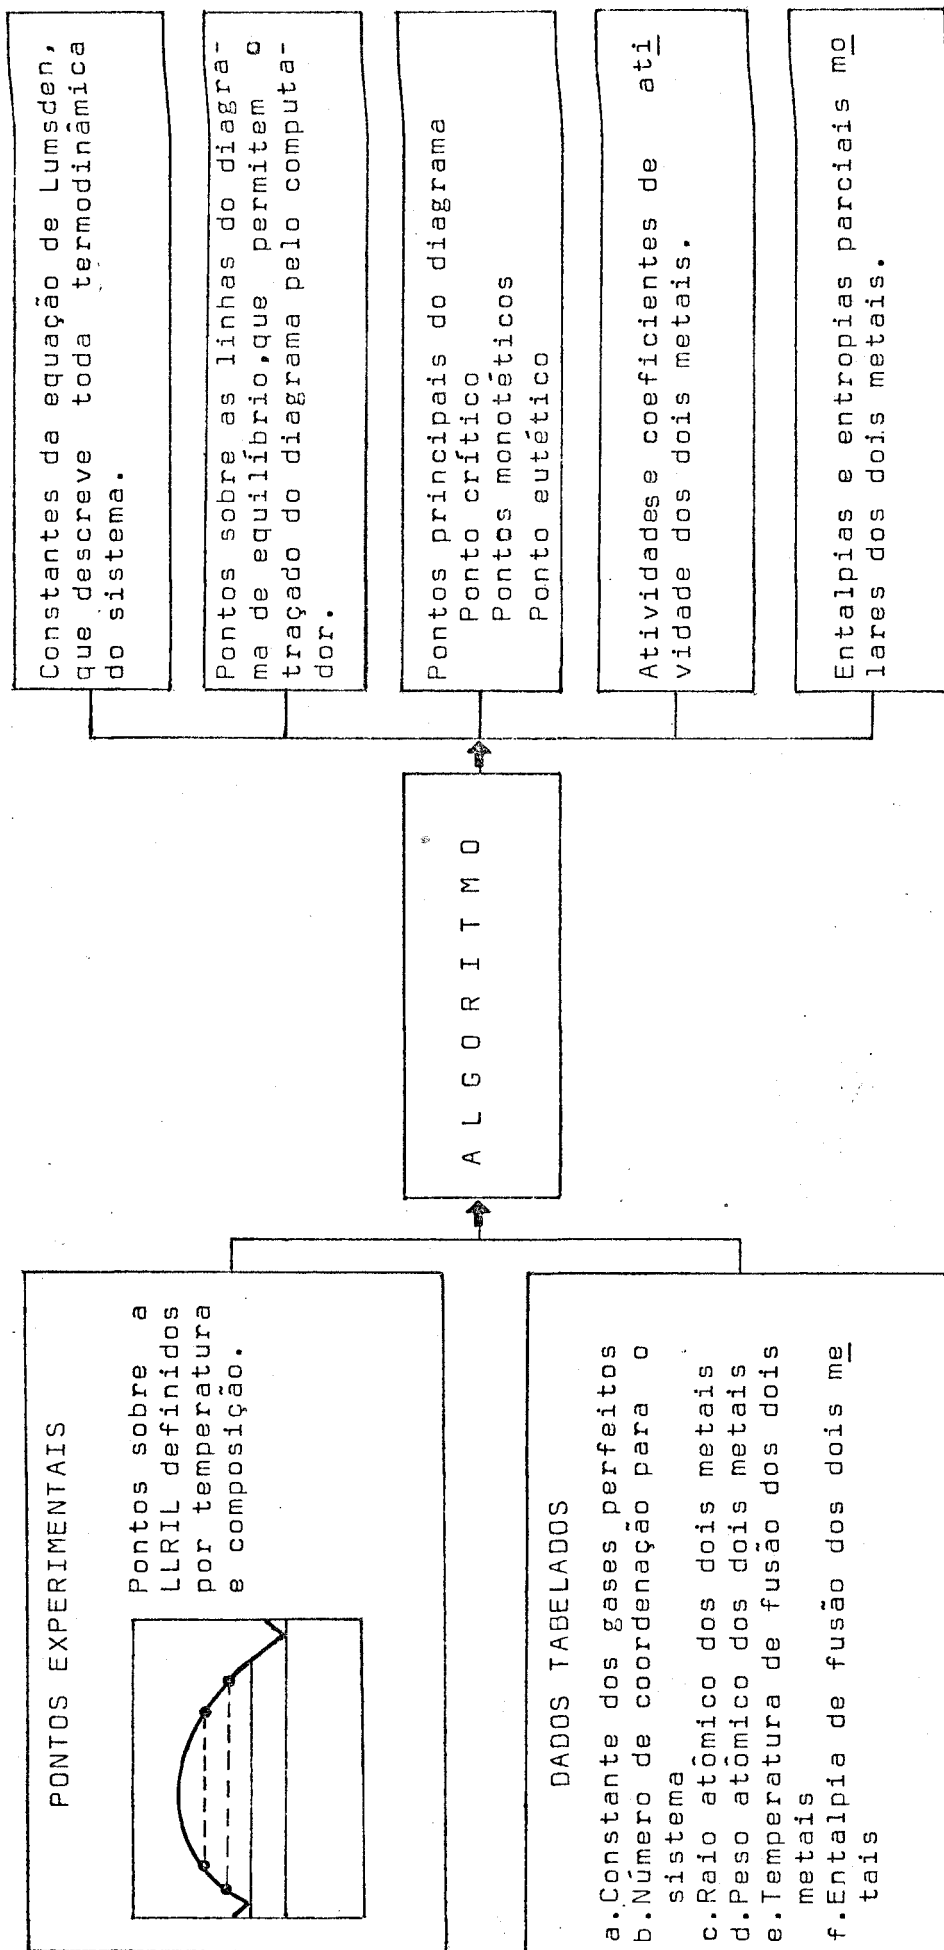 PONTOS EXPERIMENTAIS
Pontos sobre a
LLRIL definidos
por temperatura
e composição.
DADOS TABELADOS
a.Constante dos gases perfeitos
b.Número de coordenação para o
sistema
c.Raio atômico dos dois metais
d.Peso atômico dos dois metais
e.Temperatura de fusão dos dois
metais
f.Entalpia de fusão dos dois me
tais
A L G O R I T M O
Constantes da equação de Lumsden,
que descreve toda termodinâmica
do sistema.
Pontos sobre as linhas do diagra-
ma de equilíbrio,que permitem o
traçado do diagrama pelo computa-
dor.
Pontos principais do diagrama
Ponto crítico
Pontos monotéticos
Ponto eutético
Atividades e coeficientes de ati
vidade dos dois metais.
Entalpias e entropias parciais mo
lares dos dois metais.